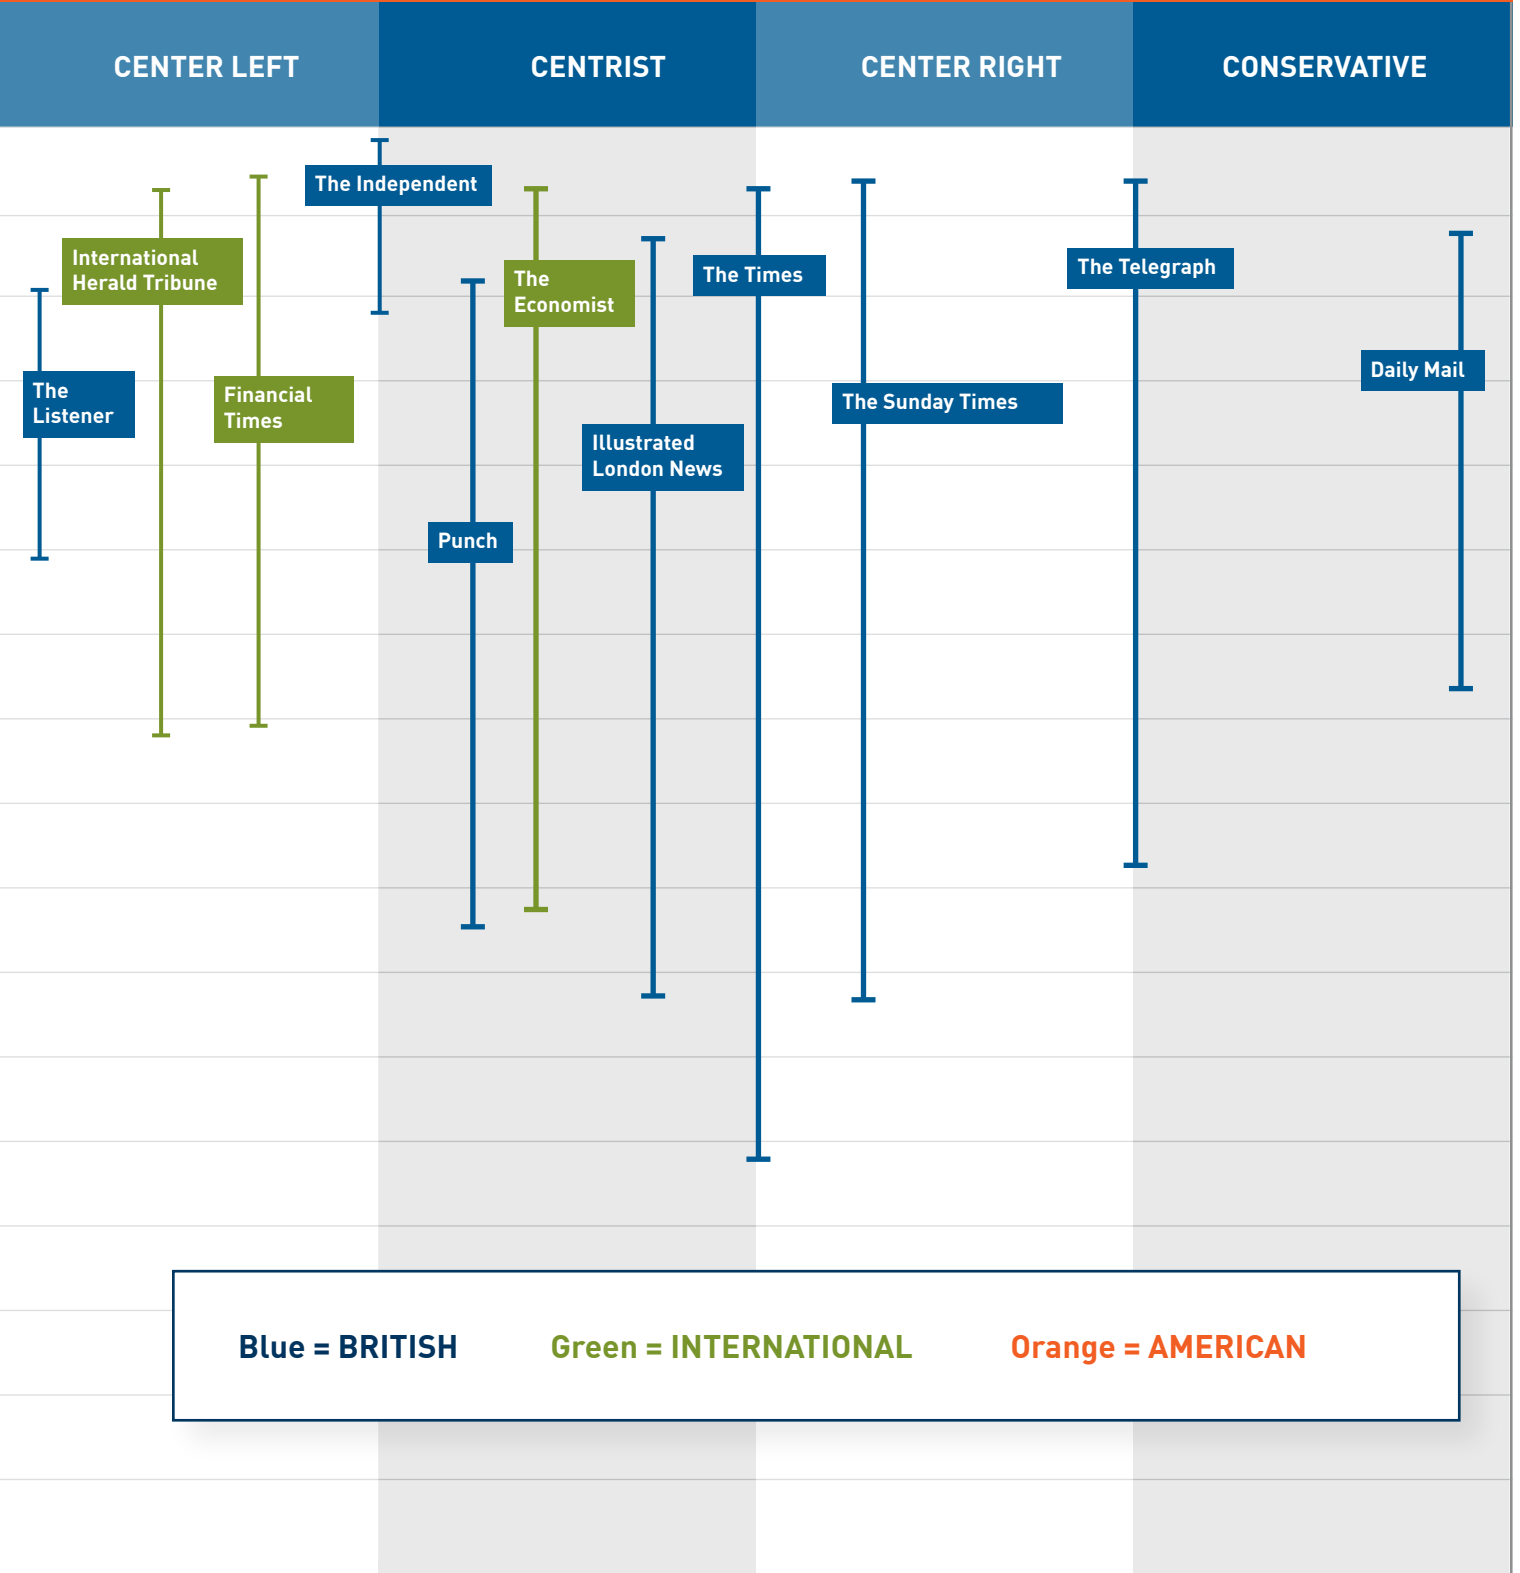 CENTER LEFT
CENTRIST
CENTER RIGHT
CONSERVATIVE
The Independent
International
Herald Tribune
The
Economist
The Times
The Telegraph
The
Listener
Financial
Times
The Sunday Times
Daily Mail
Illustrated
London News
Punch
Blue = BRITISH
Green = INTERNATIONAL
Orange = AMERICAN